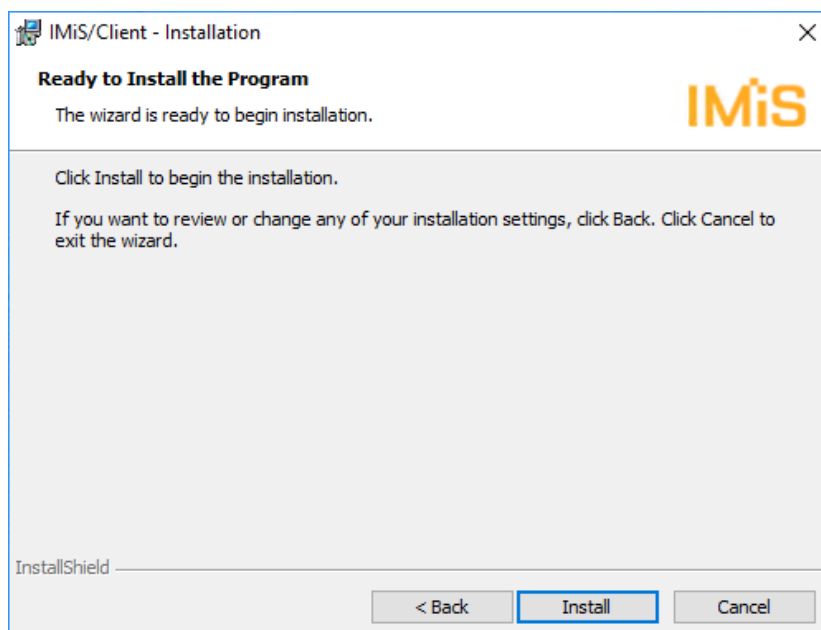 IMiS/Client - Installation
Ready to Install the Program
The wizard is ready to begin installation.
IMiS
Click Install to begin the installation.
If you want to review or change any of your installation settings, click Back. Click Cancel to
exit the wizard.
InstallShield
< Back
Install
Cancel